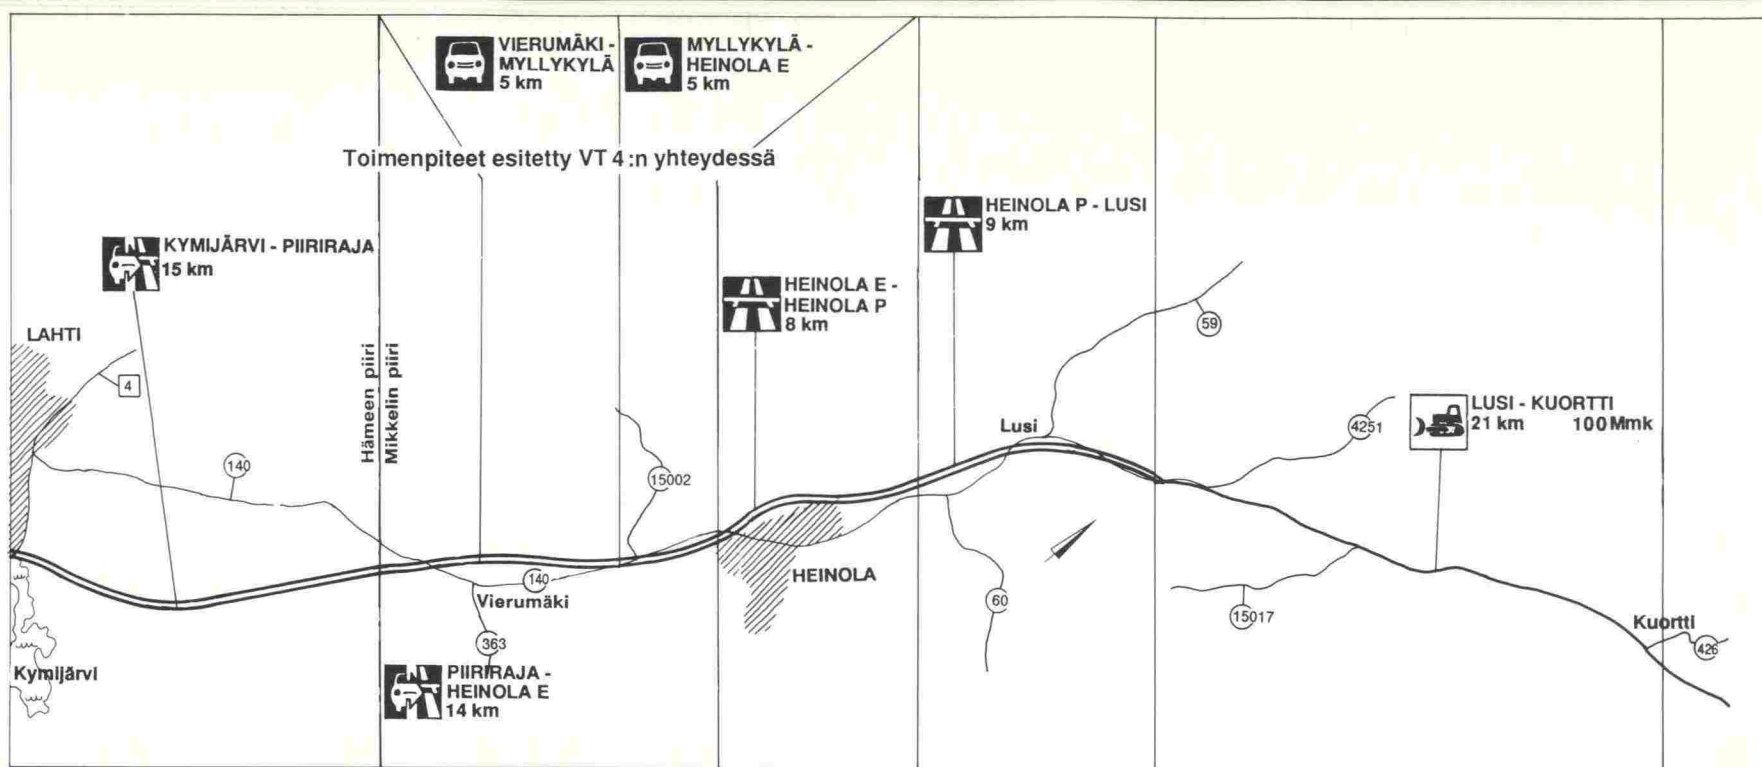 VIERUMÄKI -
MYLLYKYLÄ
5 km
MYLLYKYLÄ -
HEINOLA E
5 km
Toimenpiteet esitetty VT 4:n yhteydessä
HEINOLA P - LUSI
9 km
KYMIJÄRVI - PIIRIRAJA
15 km
HEINOLA E -
HEINOLA P
8 km
59
LAHTI
4
Hämeen piiri
Mikkelin piiri
LUSI - KUORTTI
21 km 100 Mmk
Lusi
4251
140
15002
HEINOLA
140
Vierumäki
60
15017
Kuortti
426
363
Kymijärvi
PIIRIRAJA -
HEINOLA E
14 km